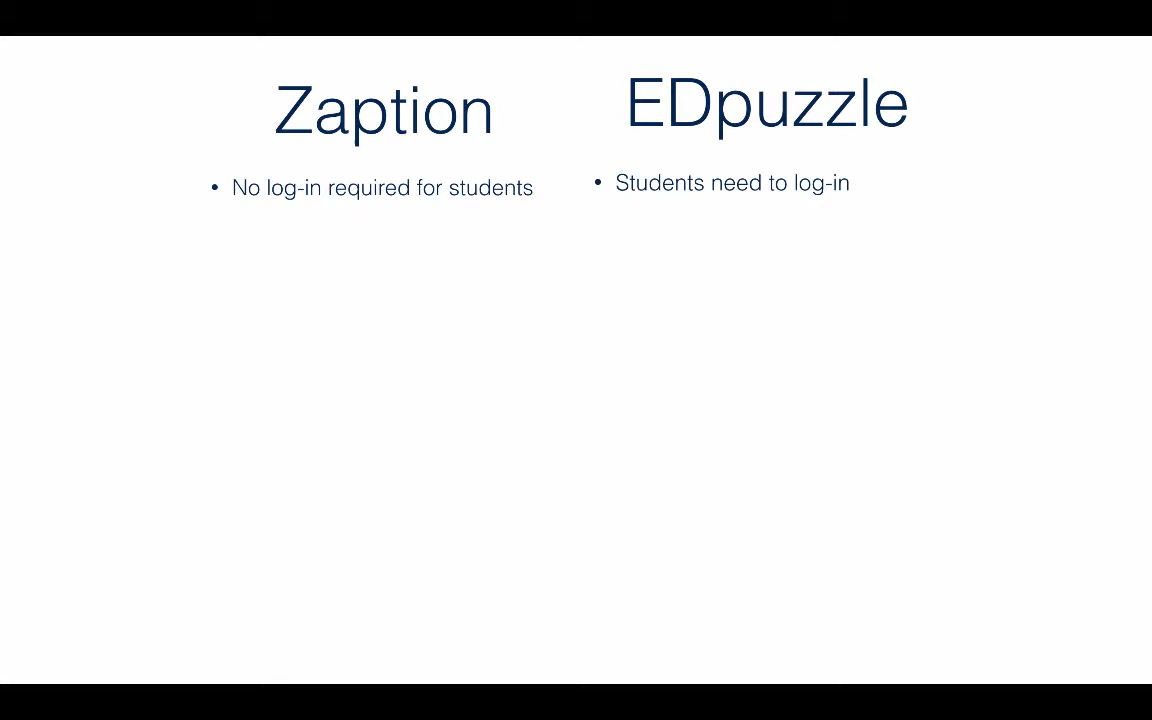 Zaption
• No log-in required for students
EDpuzzle
• Students need to log-in